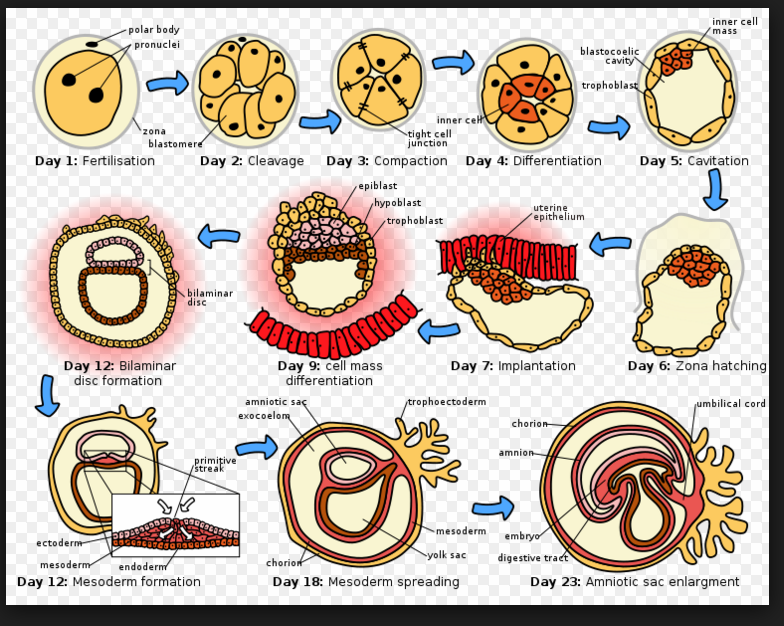 polar body
pronuclei
zona
blastomere
tight cell
junction
inner cell
inner cell
mass
blastocoelic
cavity
trophoblast
Day 1: Fertilisation
Day 2: Cleavage
Day 3: Compaction
Day 4: Differentiation
Day 5: Cavitation
epiblast
hypoblast
trophoblast
uterine
epithelium
bilaminar
disc
Day 12: Bilaminar
disc formation
Day 9: cell mass
differentiation
Day 7: Implantation
Day 6: Zona hatching
primitive
streak
ectoderm
mesoderm
endoderm
amniotic sac
exocoelom
trophoectoderm
mesoderm
yolk sac
chorion
umbilical cord
chorion
amnion
embryo
digestive tract
Day 12: Mesoderm formation
Day 18: Mesoderm spreading
Day 23: Amniotic sac enlargment